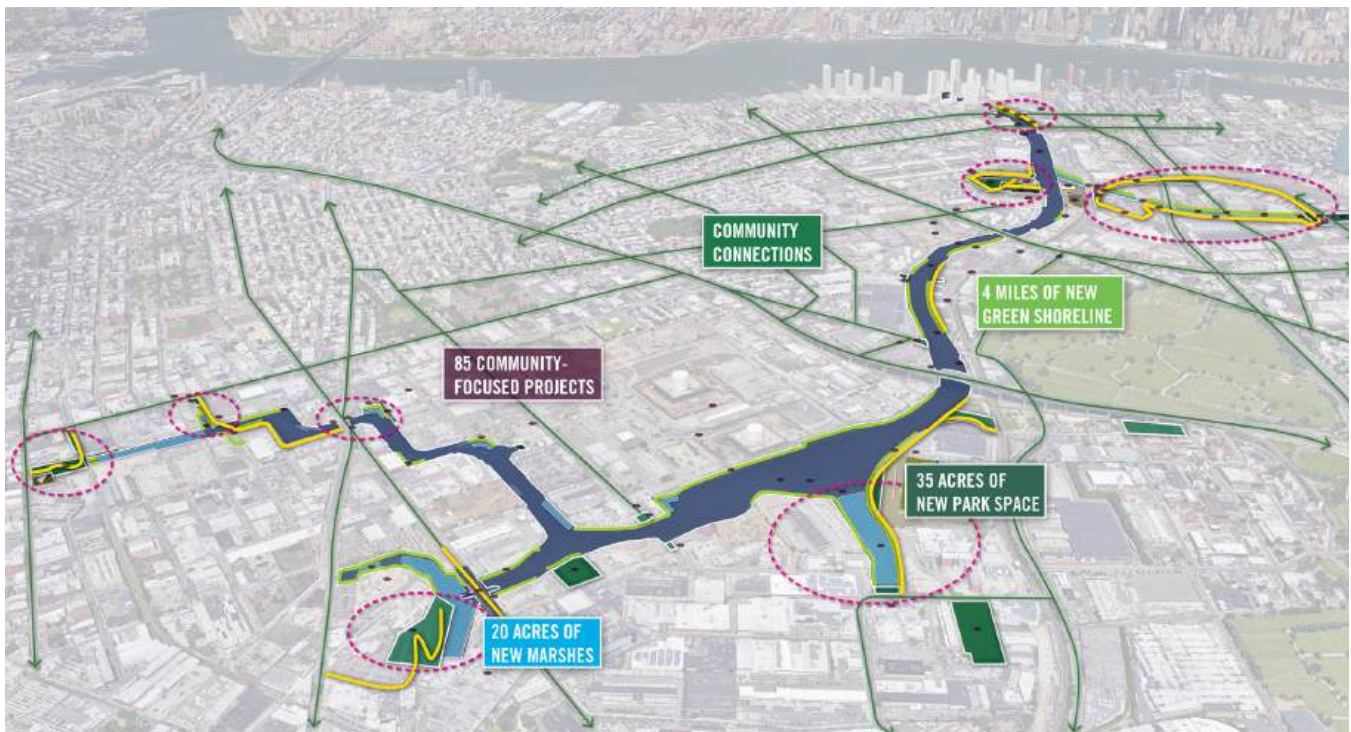 COMMUNITY
CONNECTIONS
4 MILES OF NEW
GREEN SHORELINE
85 COMMUNITY-
FOCUSED PROJECTS
35 ACRES OF
NEW PARK SPACE
20 ACRES OF
NEW MARSHES